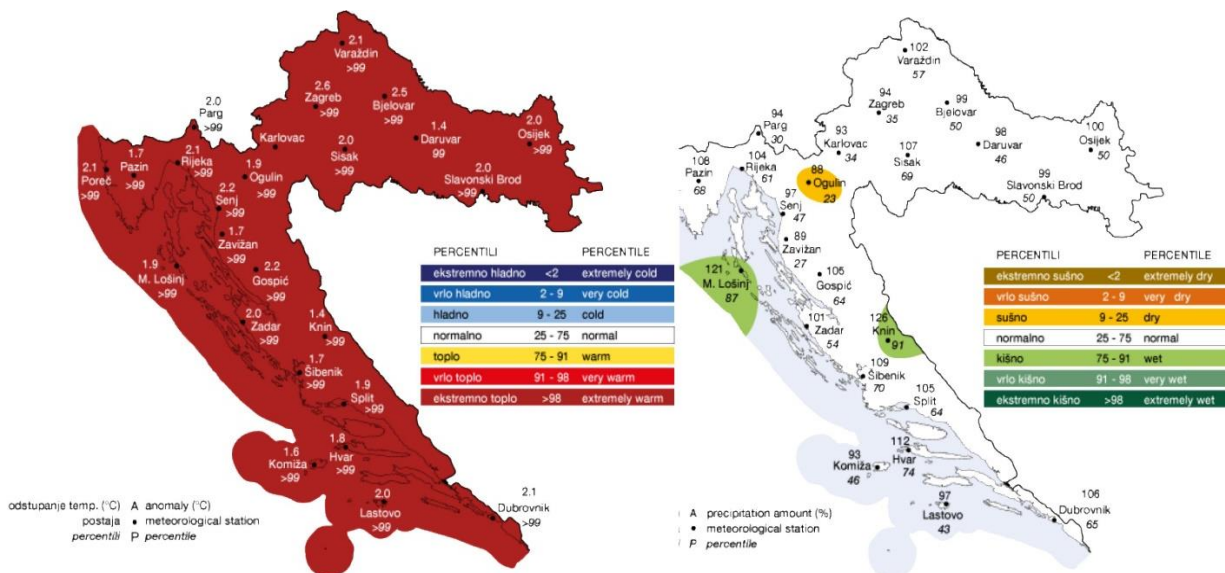 2.1
Varaždin
>99
2.6
Zagreb
>99
2.5
Bjelovar
>99
2.0
Parg
>99
Karlovac
2.0
Sisak
>99
1.4
Daruvar
99
2.0
Osijek
>99
2.1
Poreč
>99
1.7
Pazin
>99
2.1
Rijeka
>99
1.9
Ogulin
>99
2.0
Slavonski Brod
>99
2.2
Senj
>99
1.7
Zavižan
>99
1.9
M. Lošinj
>99
2.2
Gospić
>99
2.0
Zadar
>99
1.4
Knin
>99
1.7
Šibenik
>99
1.9
Split
>99
1.8
Hvar
>99
1.6
Komiža
>99
2.0
Lastovo
>99
2.1
Dubrovnik
>99
PERCENTILI PERCENTILE
ekstremno hladno <2 extremely cold
vrlo hladno 2 - 9 very cold
hladno 9 - 25 cold
normalno 25 - 75 normal
toplo 75 - 91 warm
vrlo toplo 91 - 98 very warm
ekstremno toplo >98 extremely warm
odstupanje temp. (°C) A anomaly (°C)
postaja ● meteorological station
percentili P percentile
102
Varaždin
57
94
Zagreb
35
99
Bjelovar
50
94
Parg
30
93
Karlovac
34
107
Sisak
69
98
Daruvar
46
100
Osijek
50
108
Pazin
68
104
Rijeka
61
88
Ogulin
23
99
Slavonski Brod
50
97
Senj
47
89
Zavižan
27
121
M. Lošinj
87
Gospić
64
101
Zadar
54
126
Knin
91
109
Šibenik
70
105
Split
64
112
Hvar
74
93
Komiža
46
97
Lastovo
43
106
Dubrovnik
65
PERCENTILI PERCENTILE
ekstremno sušno <2 extremely dry
vrlo sušno 2 - 9 very dry
sušno 9 - 25 dry
normalno 25 - 75 normal
kišno 75 - 91 wet
vrlo kišno 91 - 98 very wet
ekstremno kišno >98 extremely wet
A precipitation amount (%)
● meteorological station
P percentile